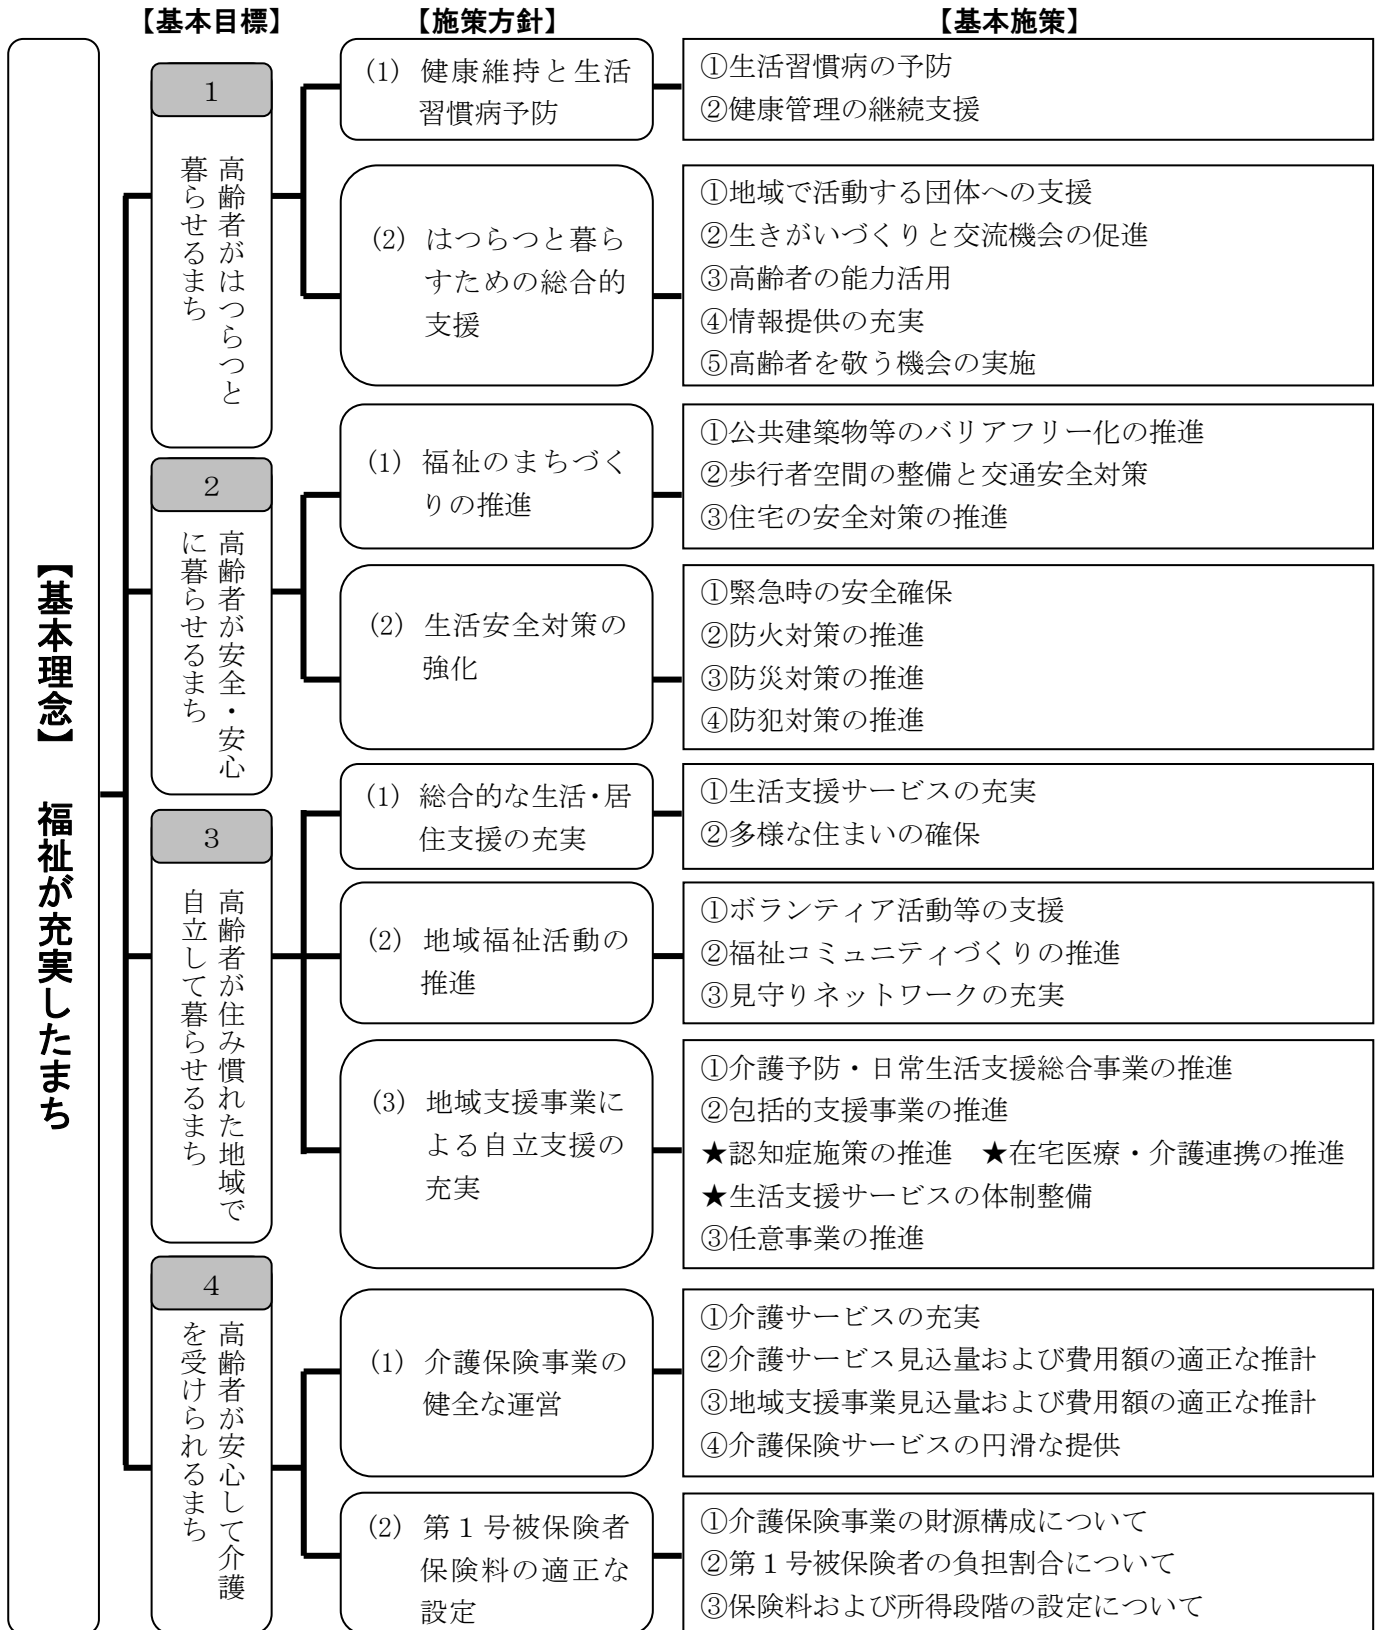 【基本目標】
【施策方針】
【基本施策】
【基本理念】　福祉が充実したまち
1
高齢者がはつらつと
暮らせるまち
(1) 健康維持と生活
習慣病予防
①生活習慣病の予防
②健康管理の継続支援
(2) はつらつと暮ら
すための総合的
支援
①地域で活動する団体への支援
②生きがいづくりと交流機会の促進
③高齢者の能力活用
④情報提供の充実
⑤高齢者を敬う機会の実施
2
高齢者が安全・安心
に暮らせるまち
(1) 福祉のまちづく
りの推進
①公共建築物等のバリアフリー化の推進
②歩行者空間の整備と交通安全対策
③住宅の安全対策の推進
(2) 生活安全対策の
強化
①緊急時の安全確保
②防火対策の推進
③防災対策の推進
④防犯対策の推進
3
高齢者が住み慣れた地域で
自立して暮らせるまち
(1) 総合的な生活・居
住支援の充実
①生活支援サービスの充実
②多様な住まいの確保
(2) 地域福祉活動の
推進
①ボランティア活動等の支援
②福祉コミュニティづくりの推進
③見守りネットワークの充実
(3) 地域支援事業に
よる自立支援の
充実
①介護予防・日常生活支援総合事業の推進
②包括的支援事業の推進
★認知症施策の推進　★在宅医療・介護連携の推進
★生活支援サービスの体制整備
③任意事業の推進
4
高齢者が安心して介護
を受けられるまち
(1) 介護保険事業の
健全な運営
①介護サービスの充実
②介護サービス見込量および費用額の適正な推計
③地域支援事業見込量および費用額の適正な推計
④介護保険サービスの円滑な提供
(2) 第１号被保険者
保険料の適正な
設定
①介護保険事業の財源構成について
②第１号被保険者の負担割合について
③保険料および所得段階の設定について